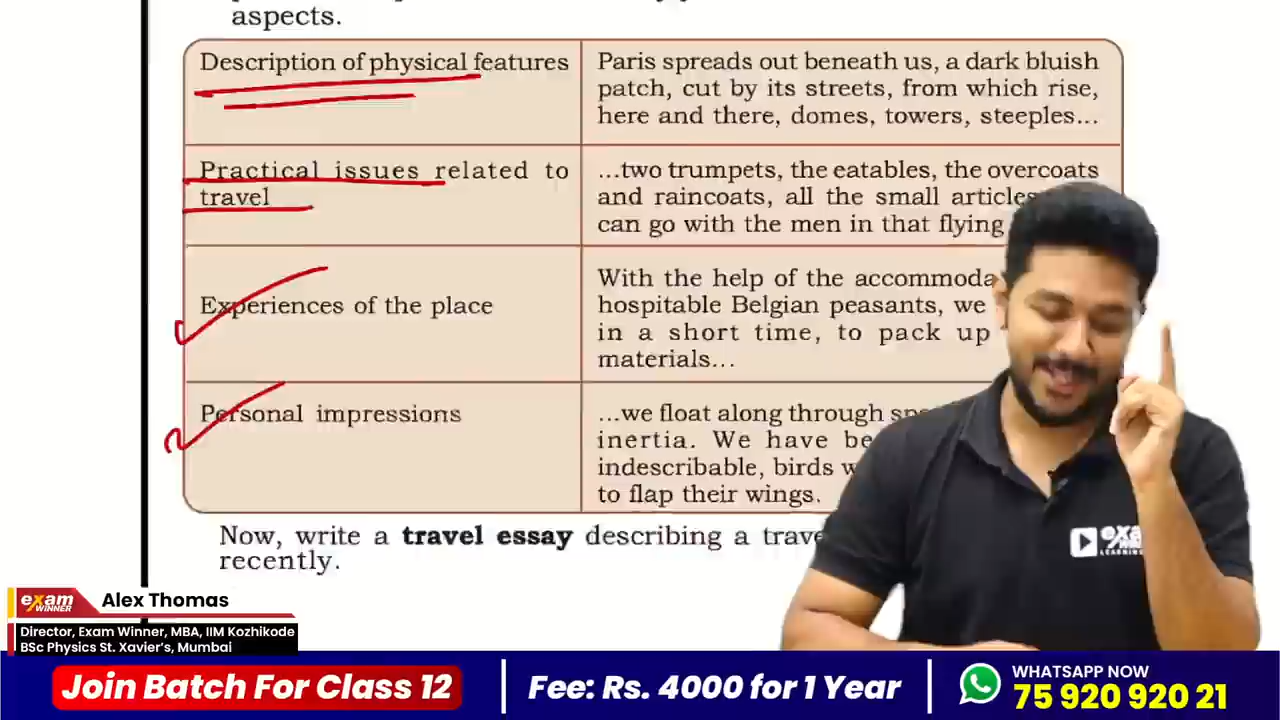 aspects.
Description of physical features
Paris spreads out beneath us, a dark bluish
patch, cut by its streets, from which rise,
here and there, domes, towers, steeples...
Practical issues related to
travel
...two trumpets, the eatables, the overcoats
and raincoats, all the small articles
can go with the men in that flying
Experiences of the place
With the help of the
hospitable Belgian peasants, we
in a short time, to pack up
materials...
Personal impressions
...we float along through
inertia. We have
indescribable, birds
to flap their wings.
Now, write a travel essay describing a
recently.
exam
WINNER
Alex Thomas
Director, Exam Winner, MBA, IIM Kozhikode
BSc Physics St. Xavier's, Mumbai
Join Batch For Class 12
Fee: Rs. 4000 for 1 Year
WHATSAPP NOW
75 920 920 21